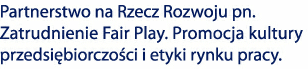 Partnerstwo na Rzecz Rozwoju pn.
Zatrudnienie Fair Play. Promocja kultury
przedsiębiorczości i etyki rynku pracy.